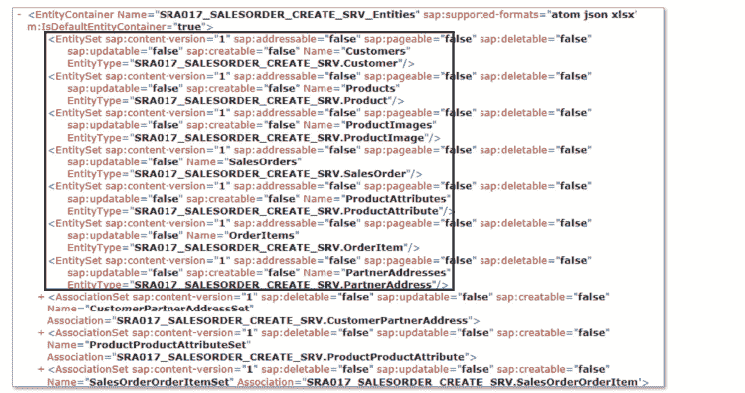 - <EntityContainer Name="SRA017_SALESORDER_CREATE_SRV_Entities" sap:supported-formats="atom json xlsx"
m:IsDefaultEntityContainer="true">
<EntitySet sap:content-version="1" sap:addressable="false" sap:pageable="false" sap:deletable="false"
sap:updatable="false" sap:creatable="false" Name="Customers"
EntityType="SRA017_SALESORDER_CREATE_SRV.Customer"/>
<EntitySet sap:content-version="1" sap:addressable="false" sap:pageable="false" sap:deletable="false"
sap:updatable="false" sap:creatable="false" Name="Products"
EntityType="SRA017_SALESORDER_CREATE_SRV.Product"/>
<EntitySet sap:content-version="1" sap:addressable="false" sap:pageable="false" sap:deletable="false"
sap:updatable="false" sap:creatable="false" Name="ProductImages"
EntityType="SRA017_SALESORDER_CREATE_SRV.ProductImage"/>
<EntitySet sap:content-version="1" sap:addressable="false" sap:pageable="false" sap:deletable="false"
sap:updatable="false" Name="SalesOrders"
EntityType="SRA017_SALESORDER_CREATE_SRV.SalesOrder"/>
<EntitySet sap:content-version="1" sap:addressable="false" sap:pageable="false" sap:deletable="false"
sap:updatable="false" sap:creatable="false" Name="ProductAttributes"
EntityType="SRA017_SALESORDER_CREATE_SRV.ProductAttribute"/>
<EntitySet sap:content-version="1" sap:addressable="false" sap:pageable="false" sap:deletable="false"
sap:updatable="false" Name="OrderItems"
EntityType="SRA017_SALESORDER_CREATE_SRV.OrderItem"/>
<EntitySet sap:content-version="1" sap:addressable="false" sap:pageable="false" sap:deletable="false"
sap:updatable="false" sap:creatable="false" Name="PartnerAddresses"
EntityType="SRA017_SALESORDER_CREATE_SRV.PartnerAddress"/>
+ <AssociationSet sap:content-version="1" sap:deletable="false" sap:updatable="false" sap:creatable="false"
Name="CustomerPartnerAddressSet"
Association="SRA017_SALESORDER_CREATE_SRV.CustomerPartnerAddress">
+ <AssociationSet sap:content-version="1" sap:deletable="false" sap:updatable="false" sap:creatable="false"
Name="ProductProductAttributeSet"
Association="SRA017_SALESORDER_CREATE_SRV.ProductProductAttribute">
+ <AssociationSet sap:content-version="1" sap:deletable="false" sap:updatable="false" sap:creatable="false"
Name="SalesOrderOrderItemSet" Association="SRA017_SALESORDER_CREATE_SRV.SalesOrderOrderItem">